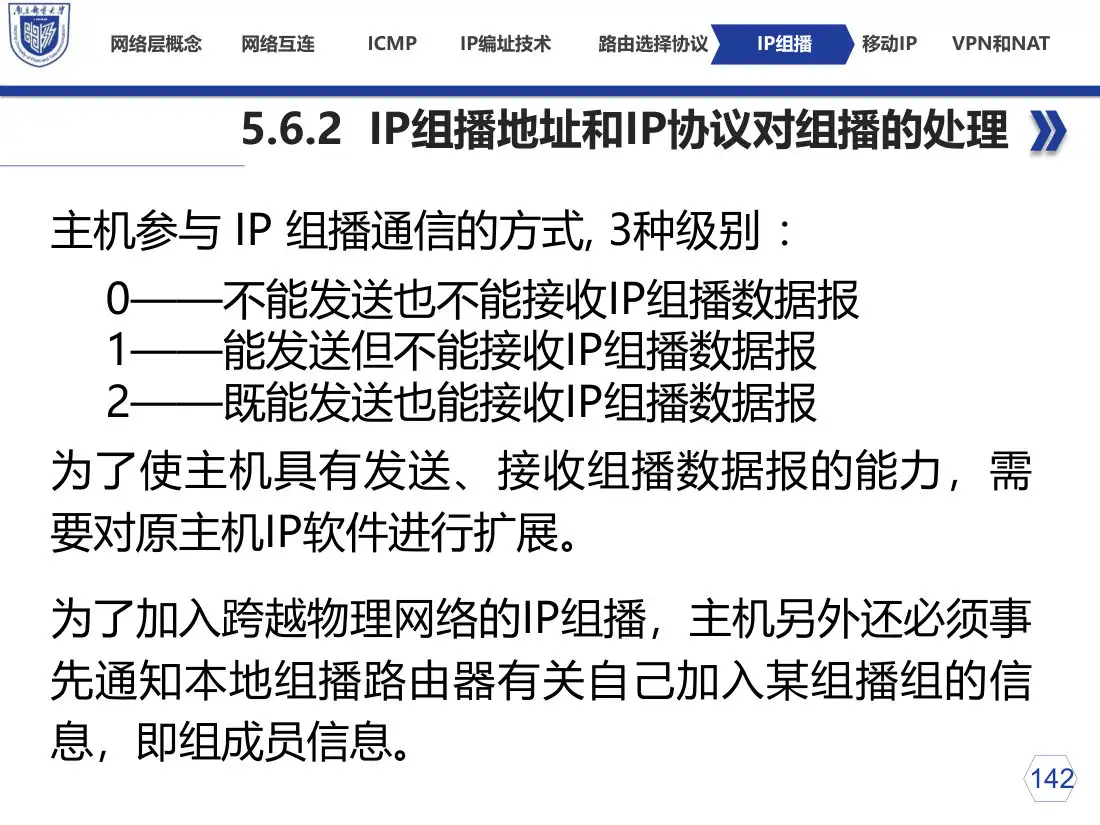 网络层概念 网络互连 ICMP IP编址技术 路由选择协议 IP组播 移动IP VPN和NAT
5.6.2 IP组播地址和IP协议对组播的处理
主机参与 IP 组播通信的方式, 3种级别：
0——不能发送也不能接收IP组播数据报
1——能发送但不能接收IP组播数据报
2——既能发送也能接收IP组播数据报
为了使主机具有发送、接收组播数据报的能力，需
要对原主机IP软件进行扩展。
为了加入跨越物理网络的IP组播，主机另外还必须事
先通知本地组播路由器有关自己加入某组播组的信
息，即组成员信息。
142